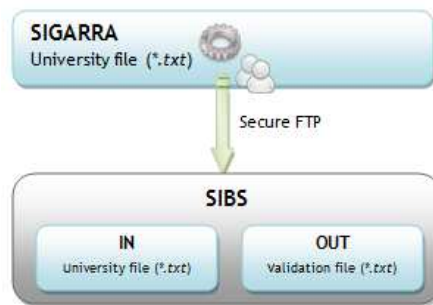 SIGARRA
University file (*.txt)
Secure FTP
SIBS
IN
University file (*.txt)
OUT
Validation file (*.txt)